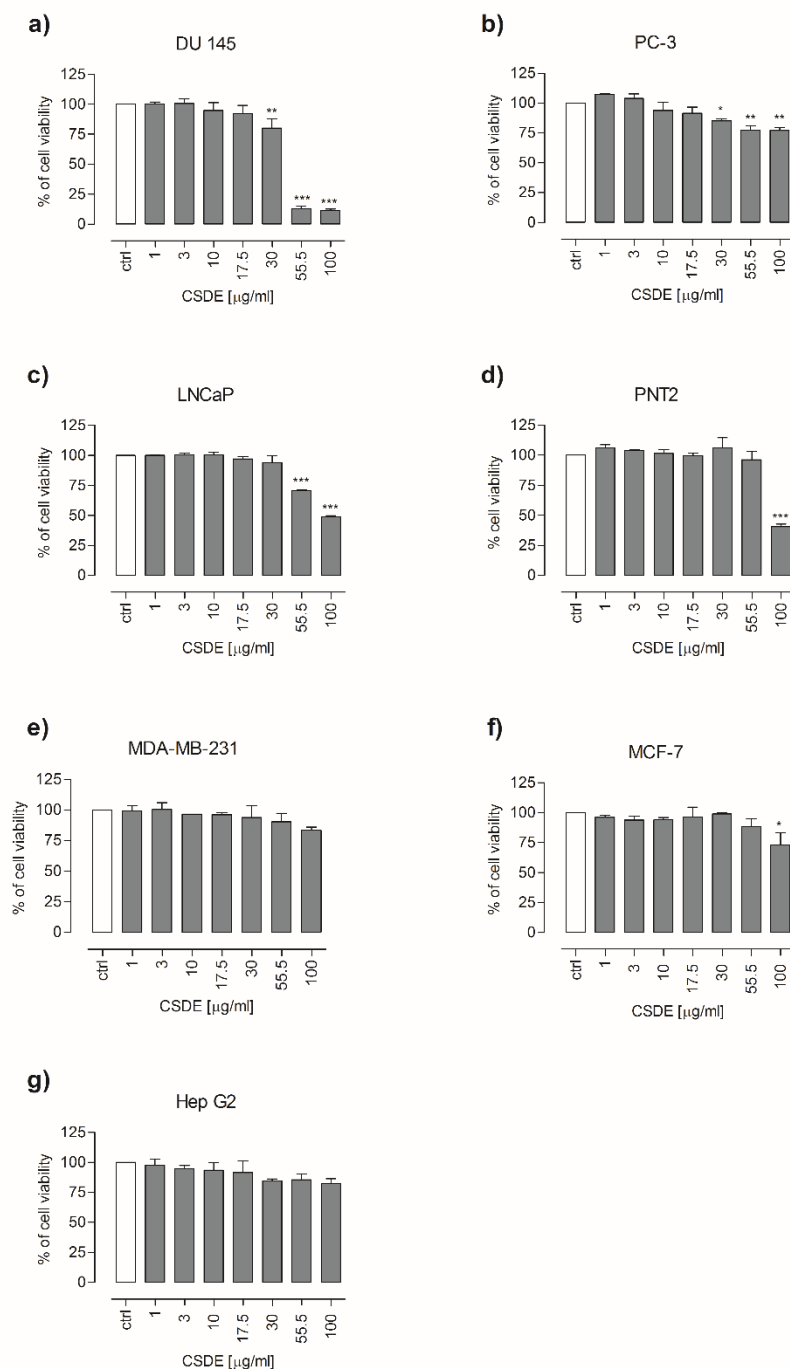 a)
DU 145
% of cell viability
125
100
75
50
25
0
**
***
***
ctrl
1
3
10
17.5
30
55.5
100
CSDE [μg/ml]
b)
PC-3
% of cell viability
125
100
75
50
25
0
*
**
**
ctrl
1
3
10
17.5
30
55.5
100
CSDE [μg/ml]
c)
LNCaP
% of cell viability
125
100
75
50
25
0
***
***
ctrl
1
3
10
17.5
30
55.5
100
CSDE [μg/ml]
d)
PNT2
% cell viability
125
100
75
50
25
0
***
ctrl
1
3
10
17.5
30
55.5
100
CSDE [μg/ml]
e)
MDA-MB-231
% of cell viability
125
100
75
50
25
0
ctrl
1
3
10
17.5
30
55.5
100
CSDE [μg/ml]
f)
MCF-7
% of cell viability
125
100
75
50
25
0
*
ctrl
1
3
10
17.5
30
55.5
100
CSDE [μg/ml]
g)
Hep G2
% of cell viability
125
100
75
50
25
0
ctrl
1
3
10
17.5
30
55.5
100
CSDE [μg/ml]